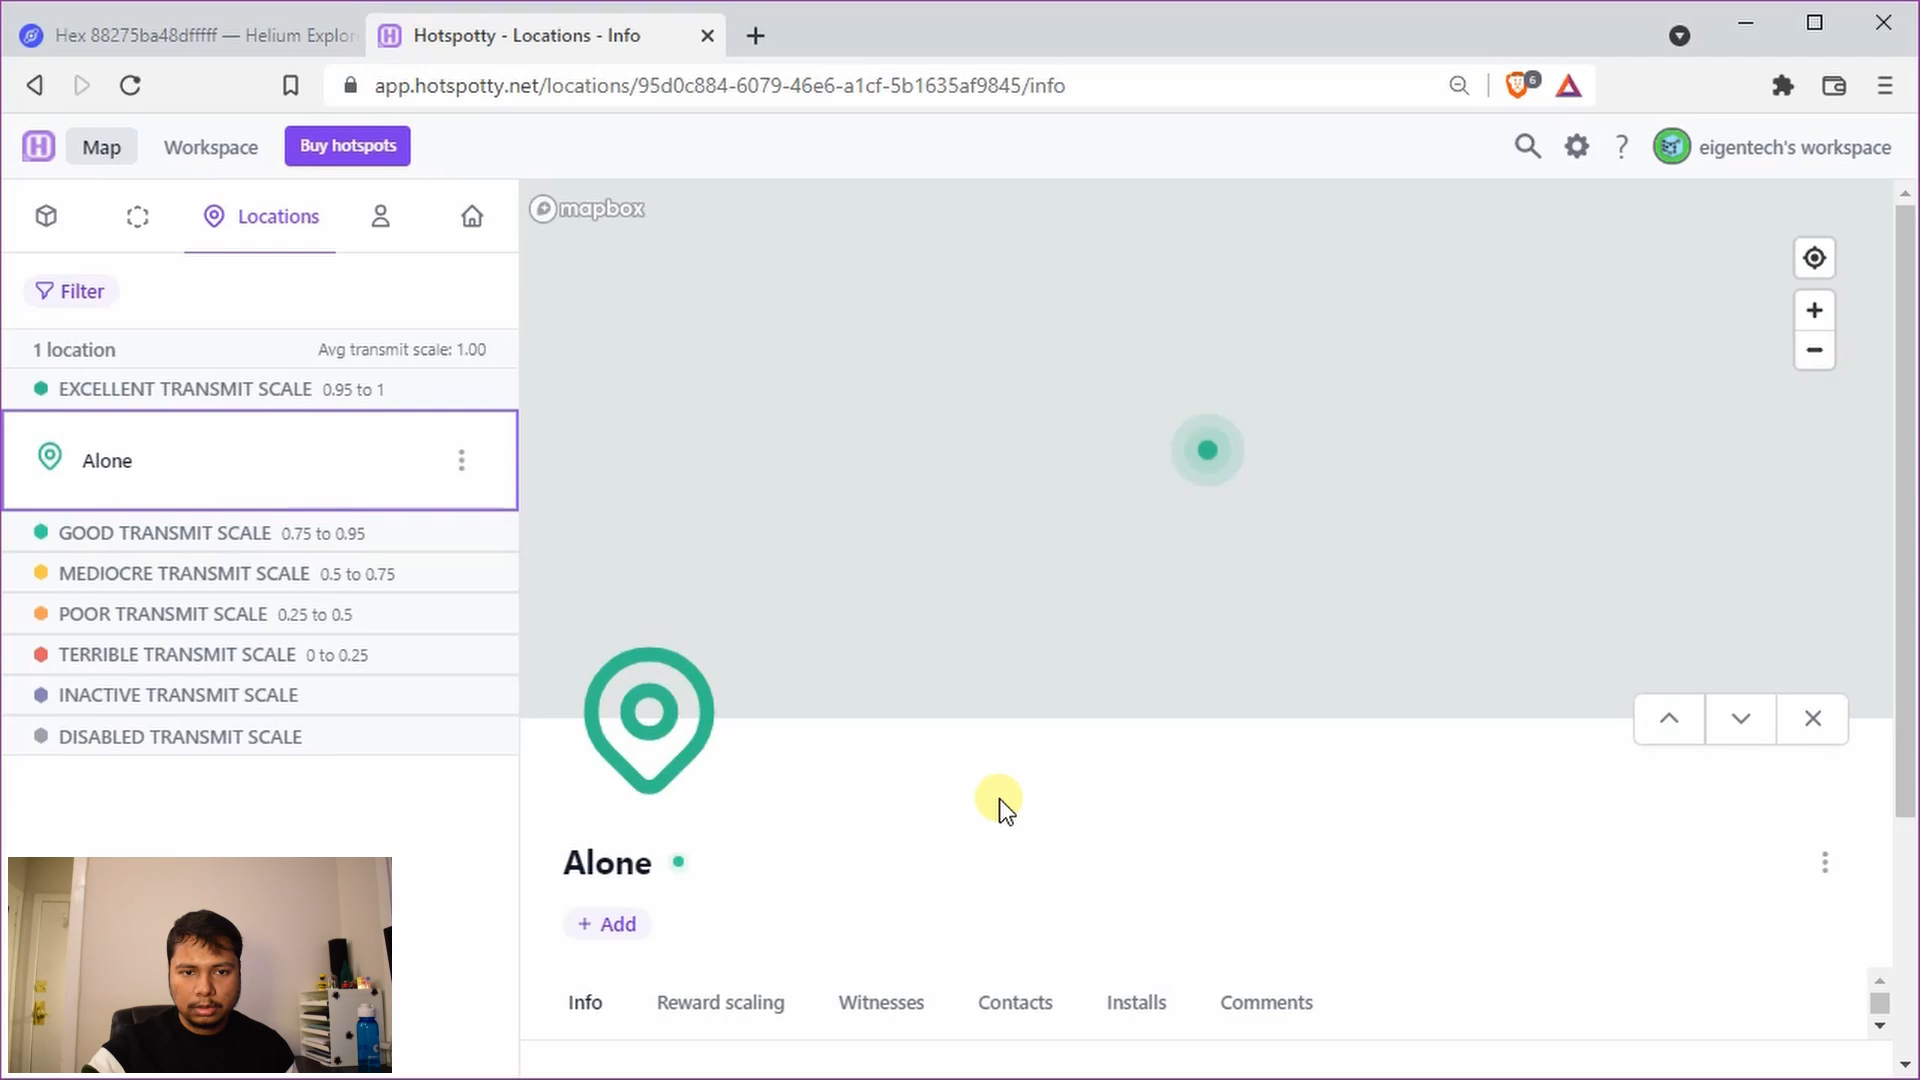 Hex 88275ba48dfffff — Helium Explor
Hotspotty - Locations - Info
app.hotspotty.net/locations/95d0c884-6079-46e6-a1cf-5b1635af9845/info
6
Map
Workspace
Buy hotspots
?
eigentech's workspace
Locations
mapbox
Filter
1 location
Avg transmit scale: 1.00
EXCELLENT TRANSMIT SCALE 0.95 to 1
Alone
GOOD TRANSMIT SCALE 0.75 to 0.95
MEDIOCRE TRANSMIT SCALE 0.5 to 0.75
POOR TRANSMIT SCALE 0.25 to 0.5
TERRIBLE TRANSMIT SCALE 0 to 0.25
INACTIVE TRANSMIT SCALE
DISABLED TRANSMIT SCALE
Alone
+ Add
Info
Reward scaling
Witnesses
Contacts
Installs
Comments